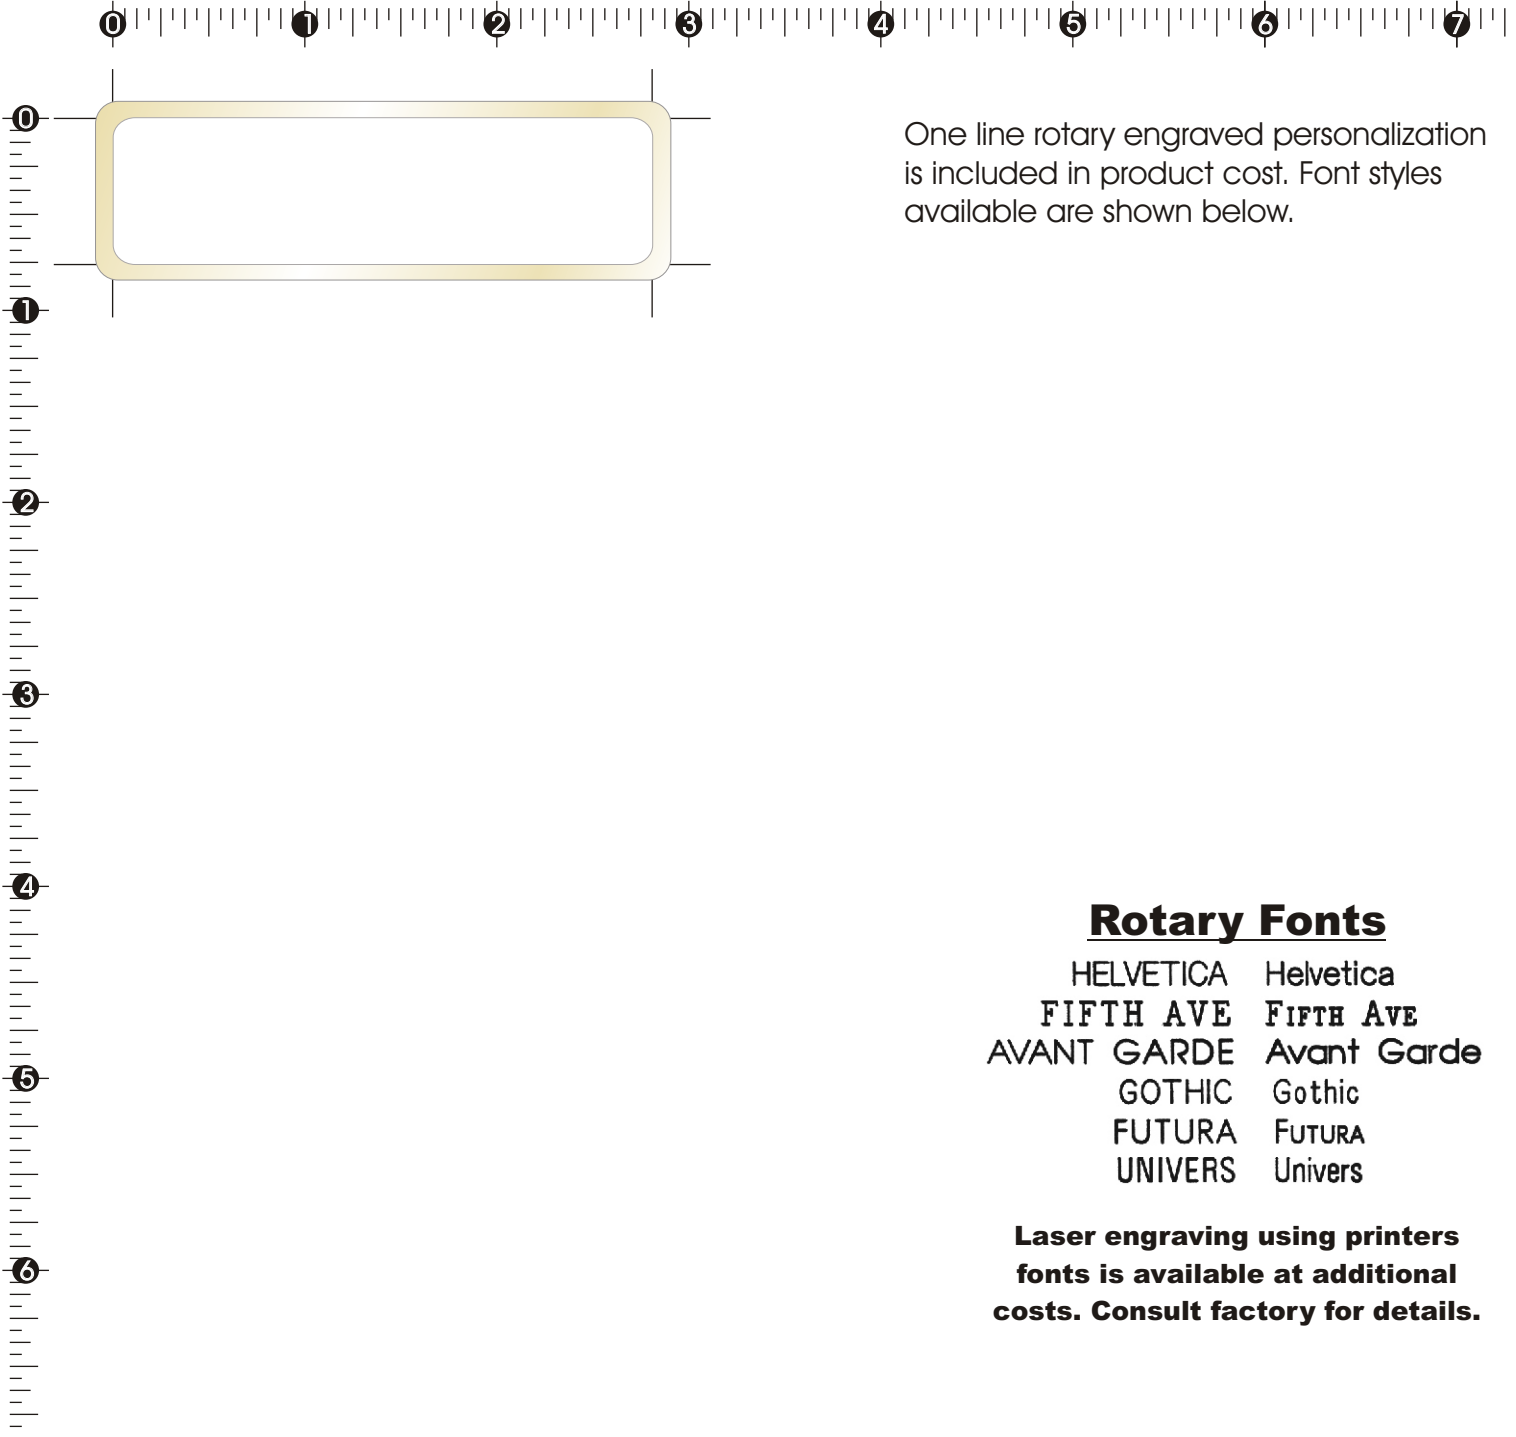 0 1 2 3 4 5 6 7
0
One line rotary engraved personalization
is included in product cost. Font styles
available are shown below.
1
2
3
4
Rotary Fonts
HELVETICA Helvetica
FIFTH AVE FIFTH AVE
AVANT GARDE Avant Garde
5
GOTHIC Gothic
FUTURA FUTURA
UNIVERS Univers
Laser engraving using printers
6
fonts is available at additional
costs. Consult factory for details.